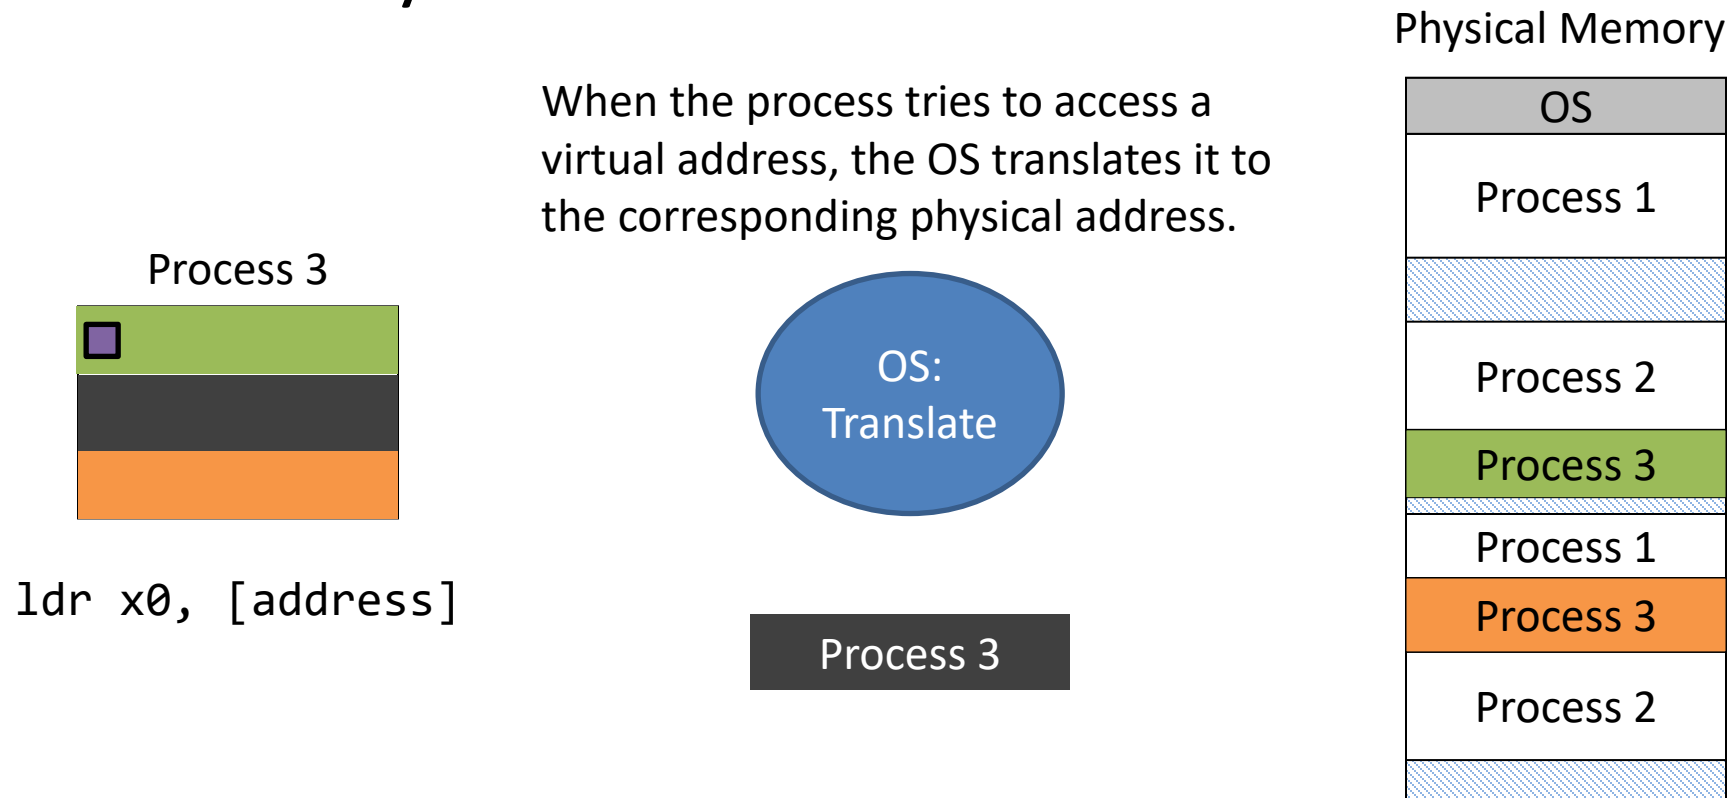 Physical Memory
When the process tries to access a
virtual address, the OS translates it to
the corresponding physical address.
Process 3
ldr x0, [address]
OS:
Translate
Process 3
OS
Process 1
Process 2
Process 3
Process 1
Process 3
Process 2